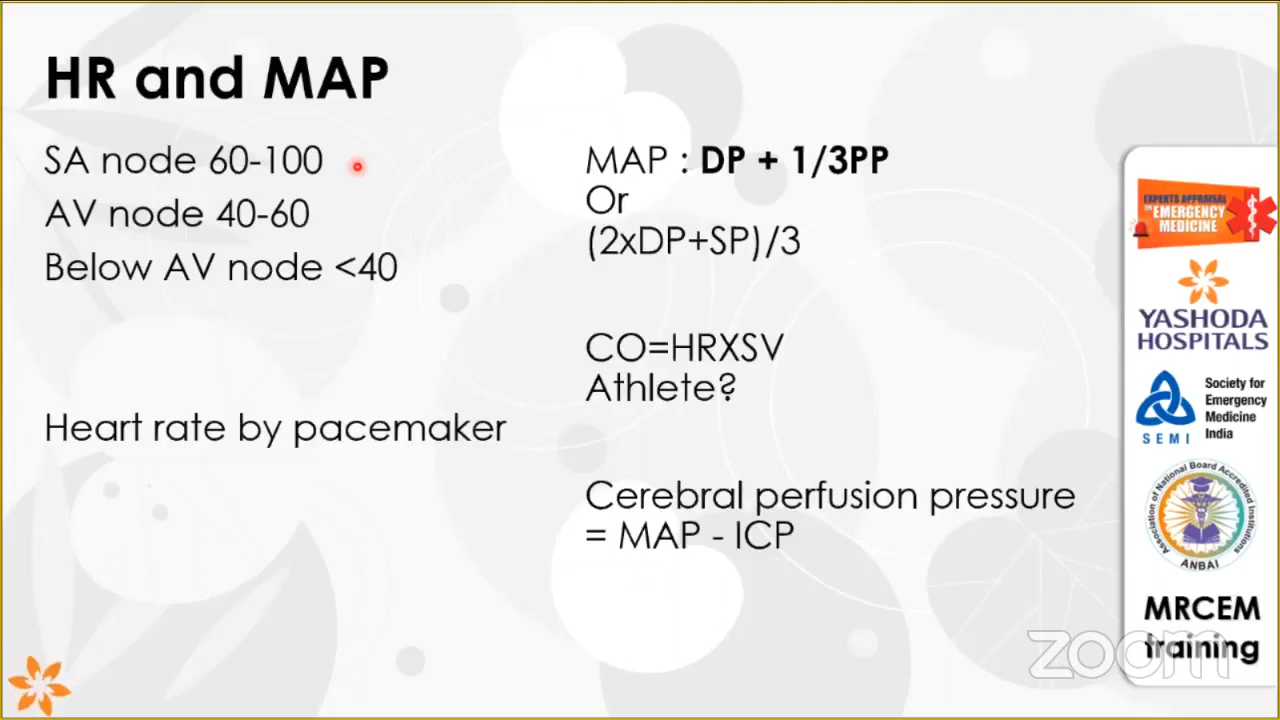 HR and MAP
SA node 60-100
AV node 40-60
Below AV node <40
Heart rate by pacemaker
MAP : DP + 1/3PP
Or
(2xDP+SP)/3
CO=HRXSV
Athlete?
Cerebral perfusion pressure
= MAP - ICP
EXPERTS APPRAISAL
IN EMERGENCY
MEDICINE
YASHODA
HOSPITALS
Society for
Emergency
Medicine
India
SEMI
Association of National Board Accredited Institutions
ANBAI
MRCEM
training
zoom